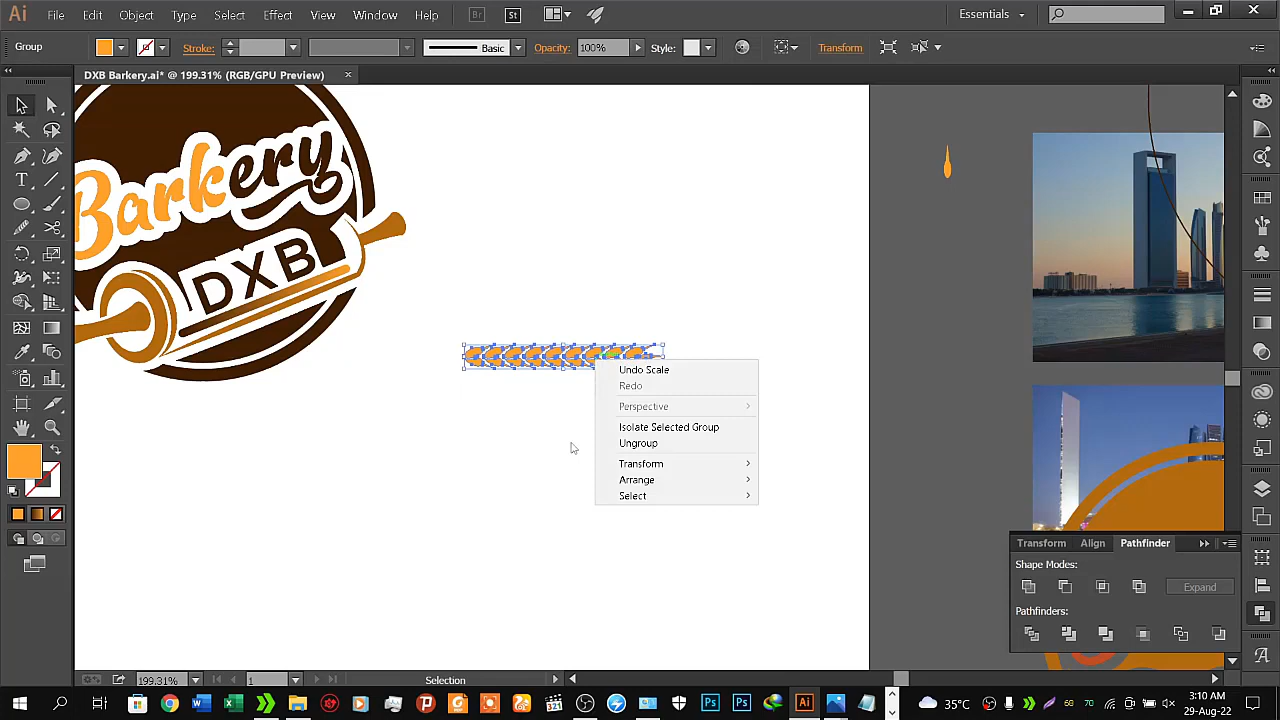 Ai File Edit Object Type Select Effect View Window Help Br St Essentials
Group Stroke: Basic Opacity: 100% Style: Transform
DXB Barkery.ai* @ 199.31% (RGB/GPU Preview)
Barkery
DXB
Undo Scale
Redo
Perspective
Isolate Selected Group
Ungroup
Transform
Arrange
Select
Transform Align Pathfinder
Shape Modes:
Expand
Pathfinders:
199.31% 1 Selection
35°C 3:10 AM
29-Aug-22